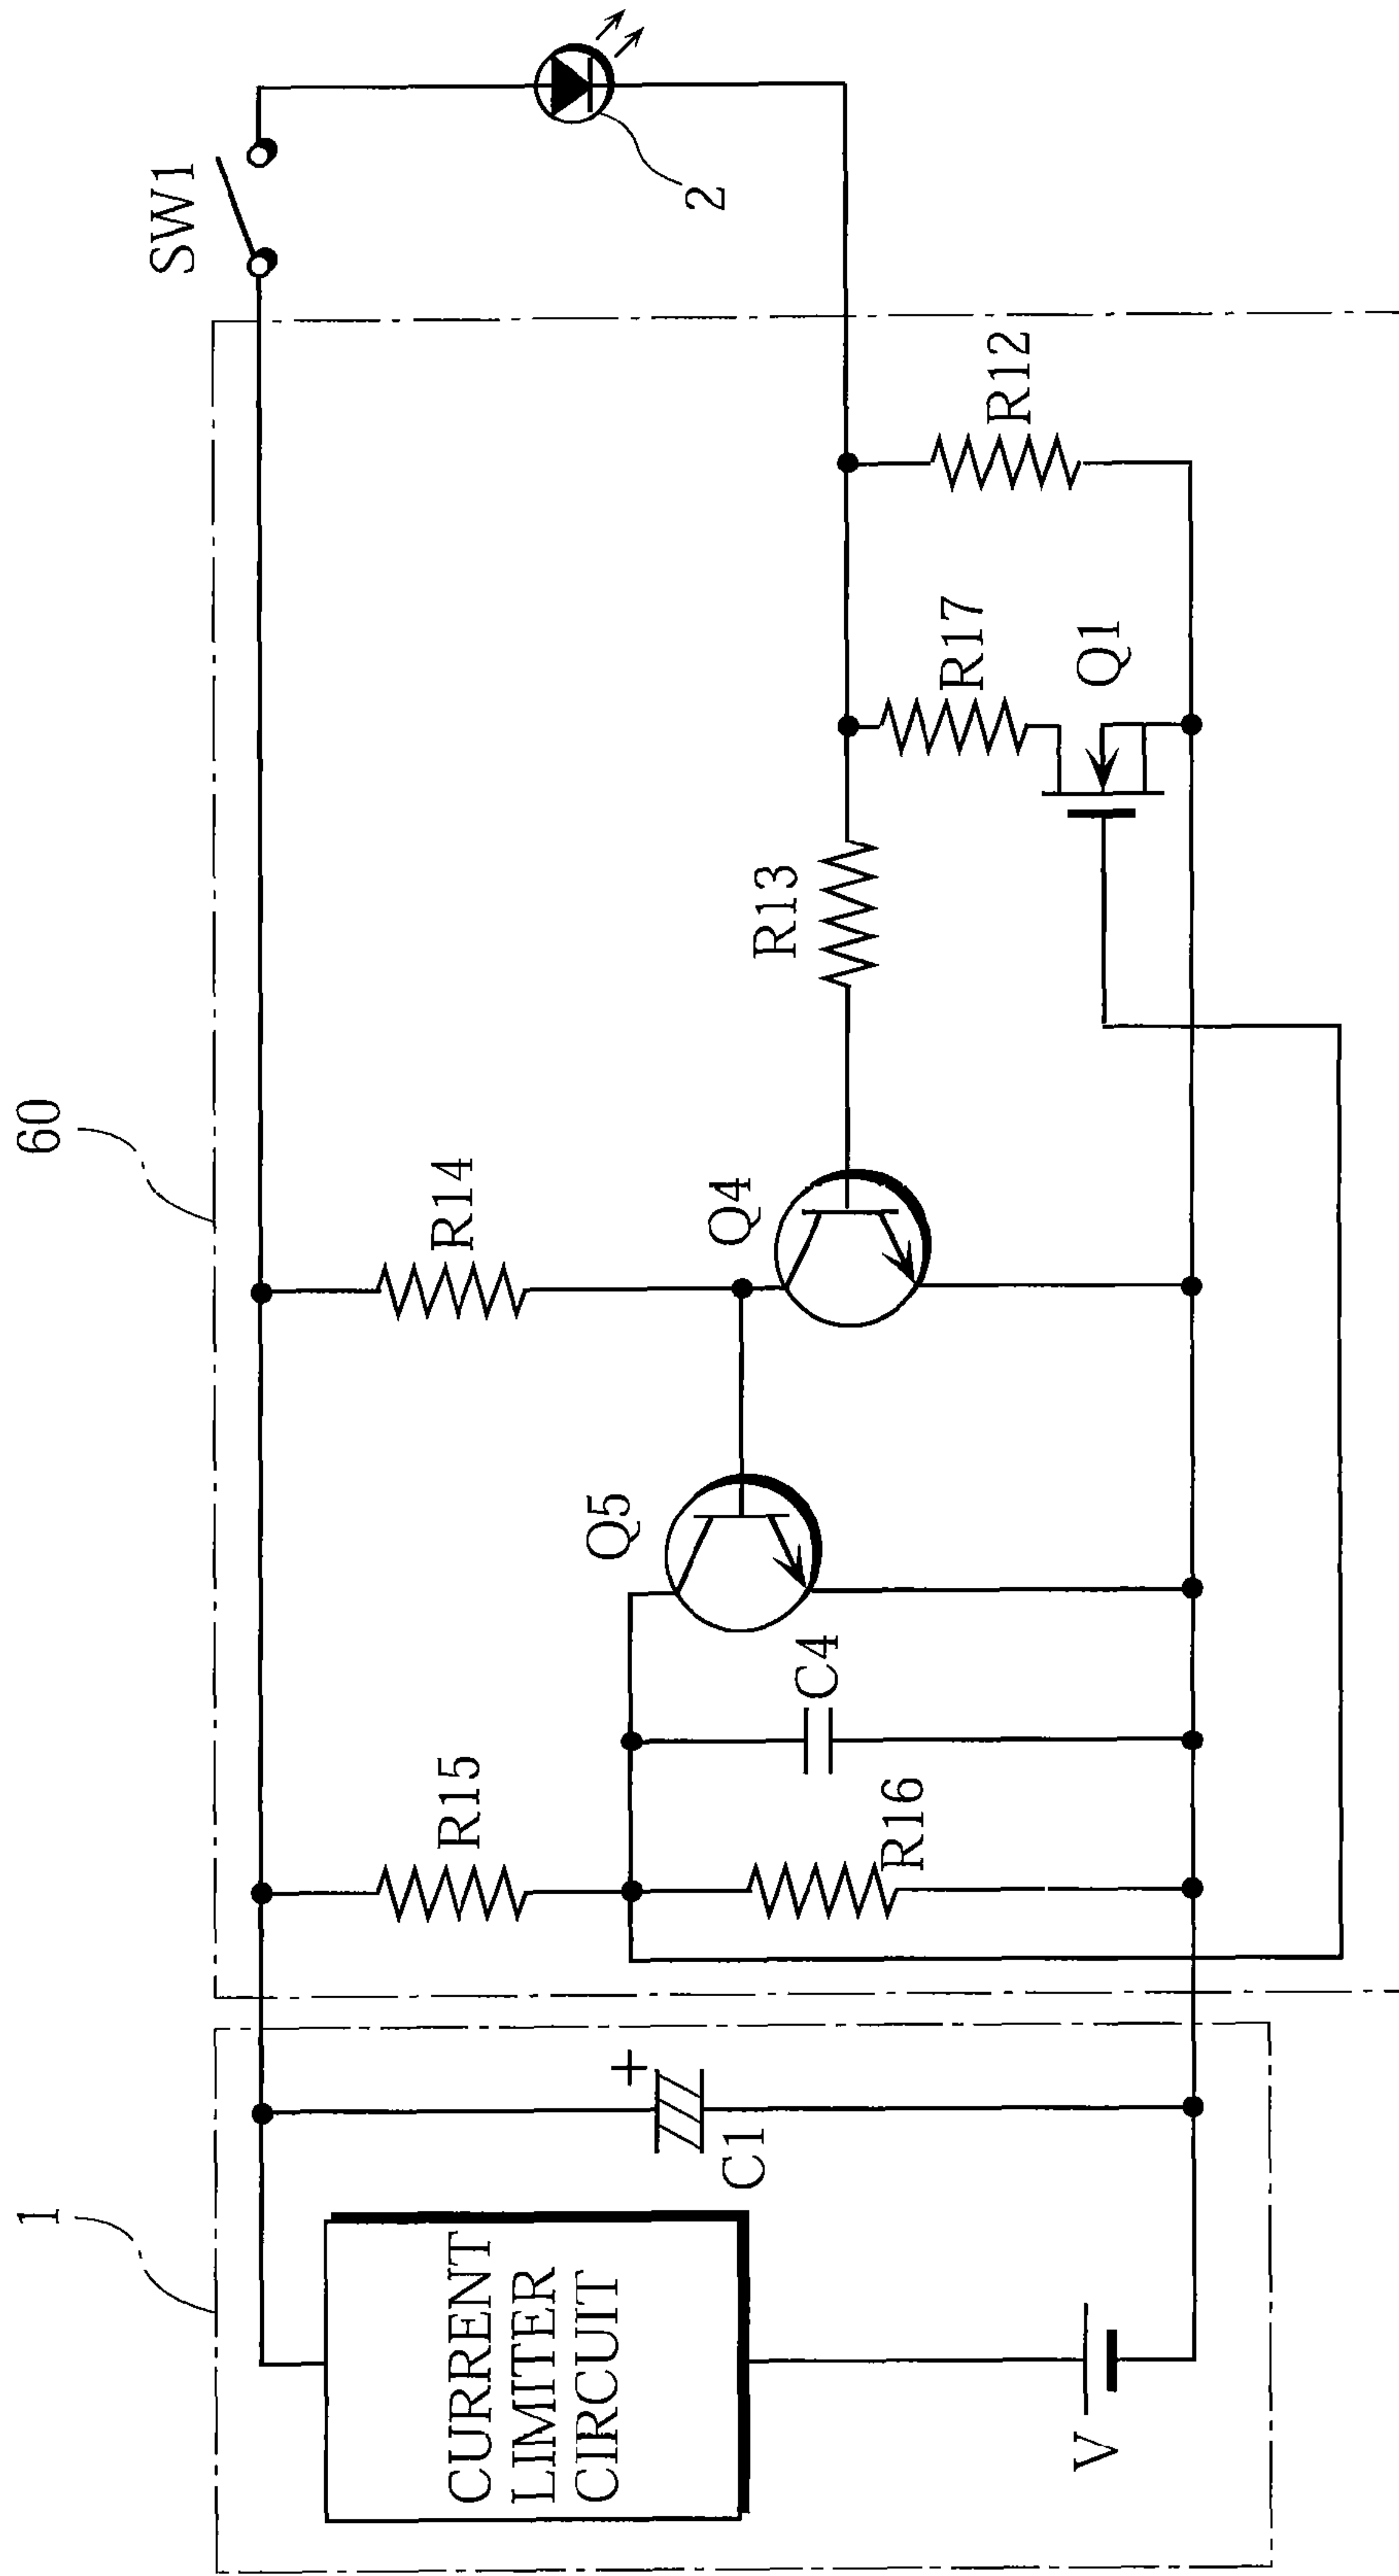 1
60
CURRENT
LIMITER
CIRCUIT
V
+
C1
R15
R16
C4
Q5
R14
Q4
R13
R17
Q1
R12
SW1
2